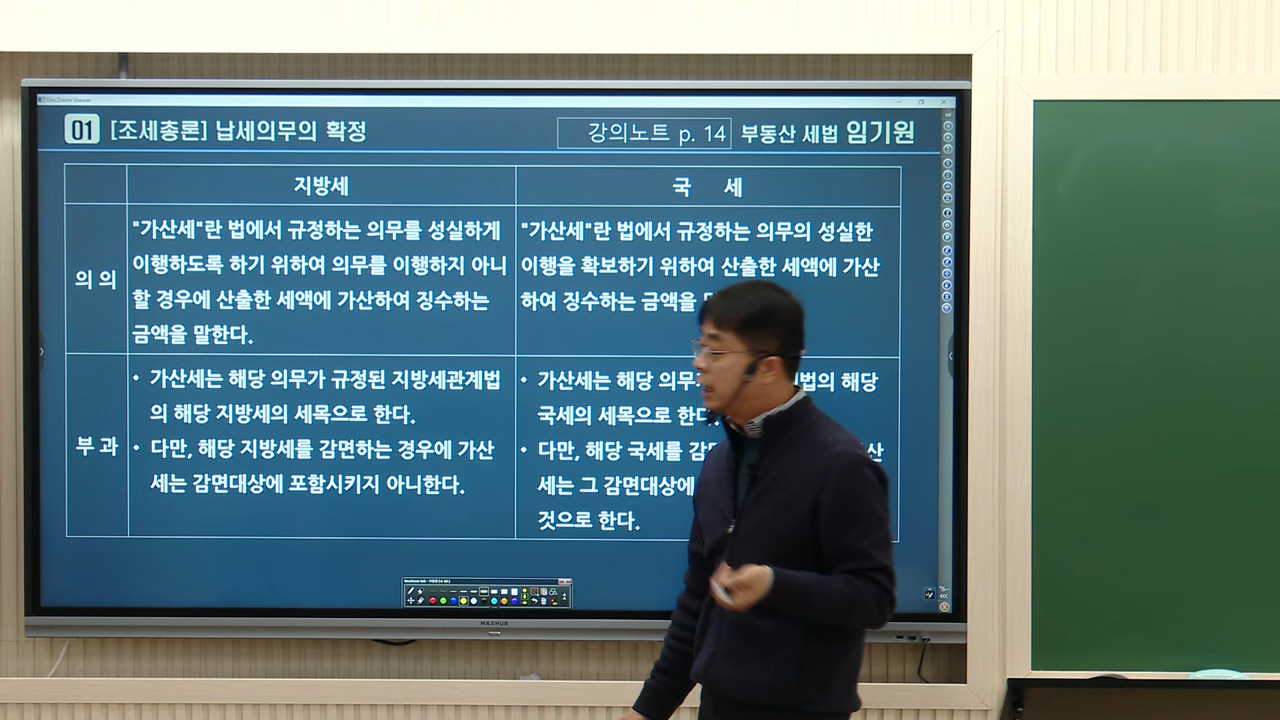 DocZoom Viewer
01 [조세총론] 납세의무의 확정
강의노트 p. 14 부동산 세법 임기원
지방세
국 세
의 의
"가산세"란 법에서 규정하는 의무를 성실하게
이행하도록 하기 위하여 의무를 이행하지 아니
할 경우에 산출한 세액에 가산하여 징수하는
금액을 말한다.
"가산세"란 법에서 규정하는 의무의 성실한
이행을 확보하기 위하여 산출한 세액에 가산
하여 징수하는 금액을
부 과
• 가산세는 해당 의무가 규정된 지방세관계법
의 해당 지방세의 세목으로 한다.
• 다만, 해당 지방세를 감면하는 경우에 가산
세는 감면대상에 포함시키지 아니한다.
• 가산세는 해당 의무 법의 해당
국세의 세목으로 한다
• 다만, 해당 국세를 산
세는 그 감면대상에
것으로 한다.
MAXHUB